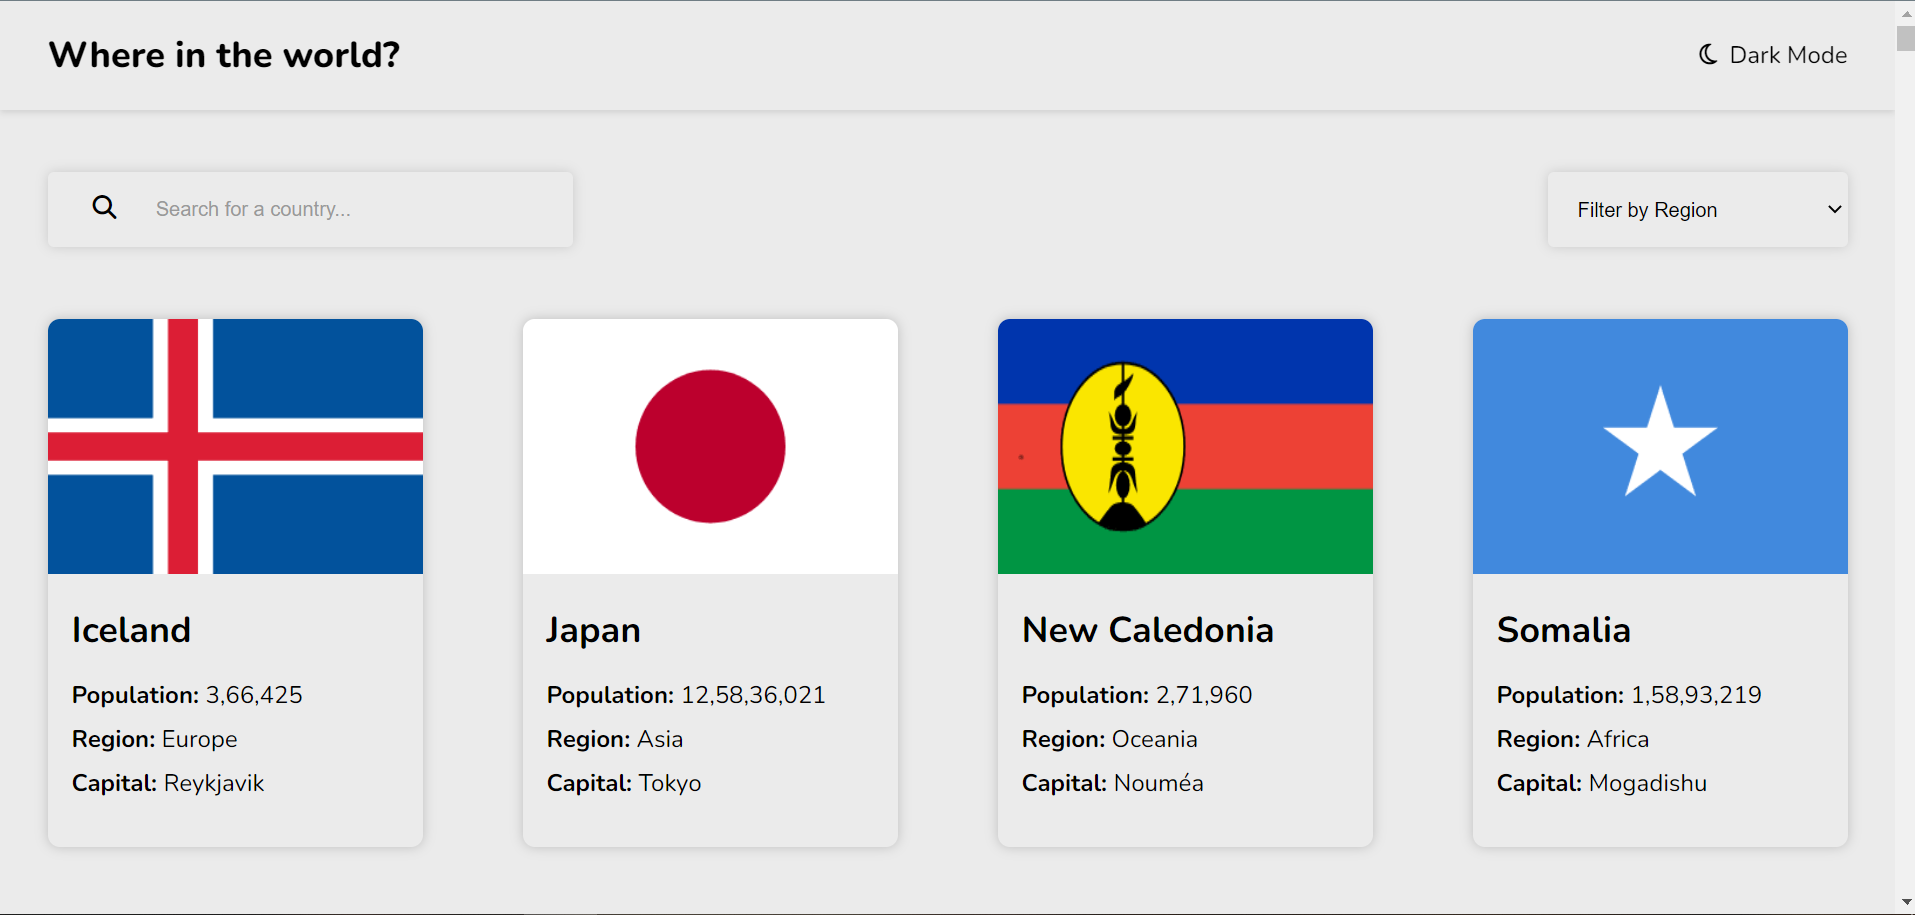 Where in the world?
Dark Mode
Search for a country...
Filter by Region
Iceland
Population: 3,66,425
Region: Europe
Capital: Reykjavik
Japan
Population: 12,58,36,021
Region: Asia
Capital: Tokyo
New Caledonia
Population: 2,71,960
Region: Oceania
Capital: Nouméa
Somalia
Population: 1,58,93,219
Region: Africa
Capital: Mogadishu